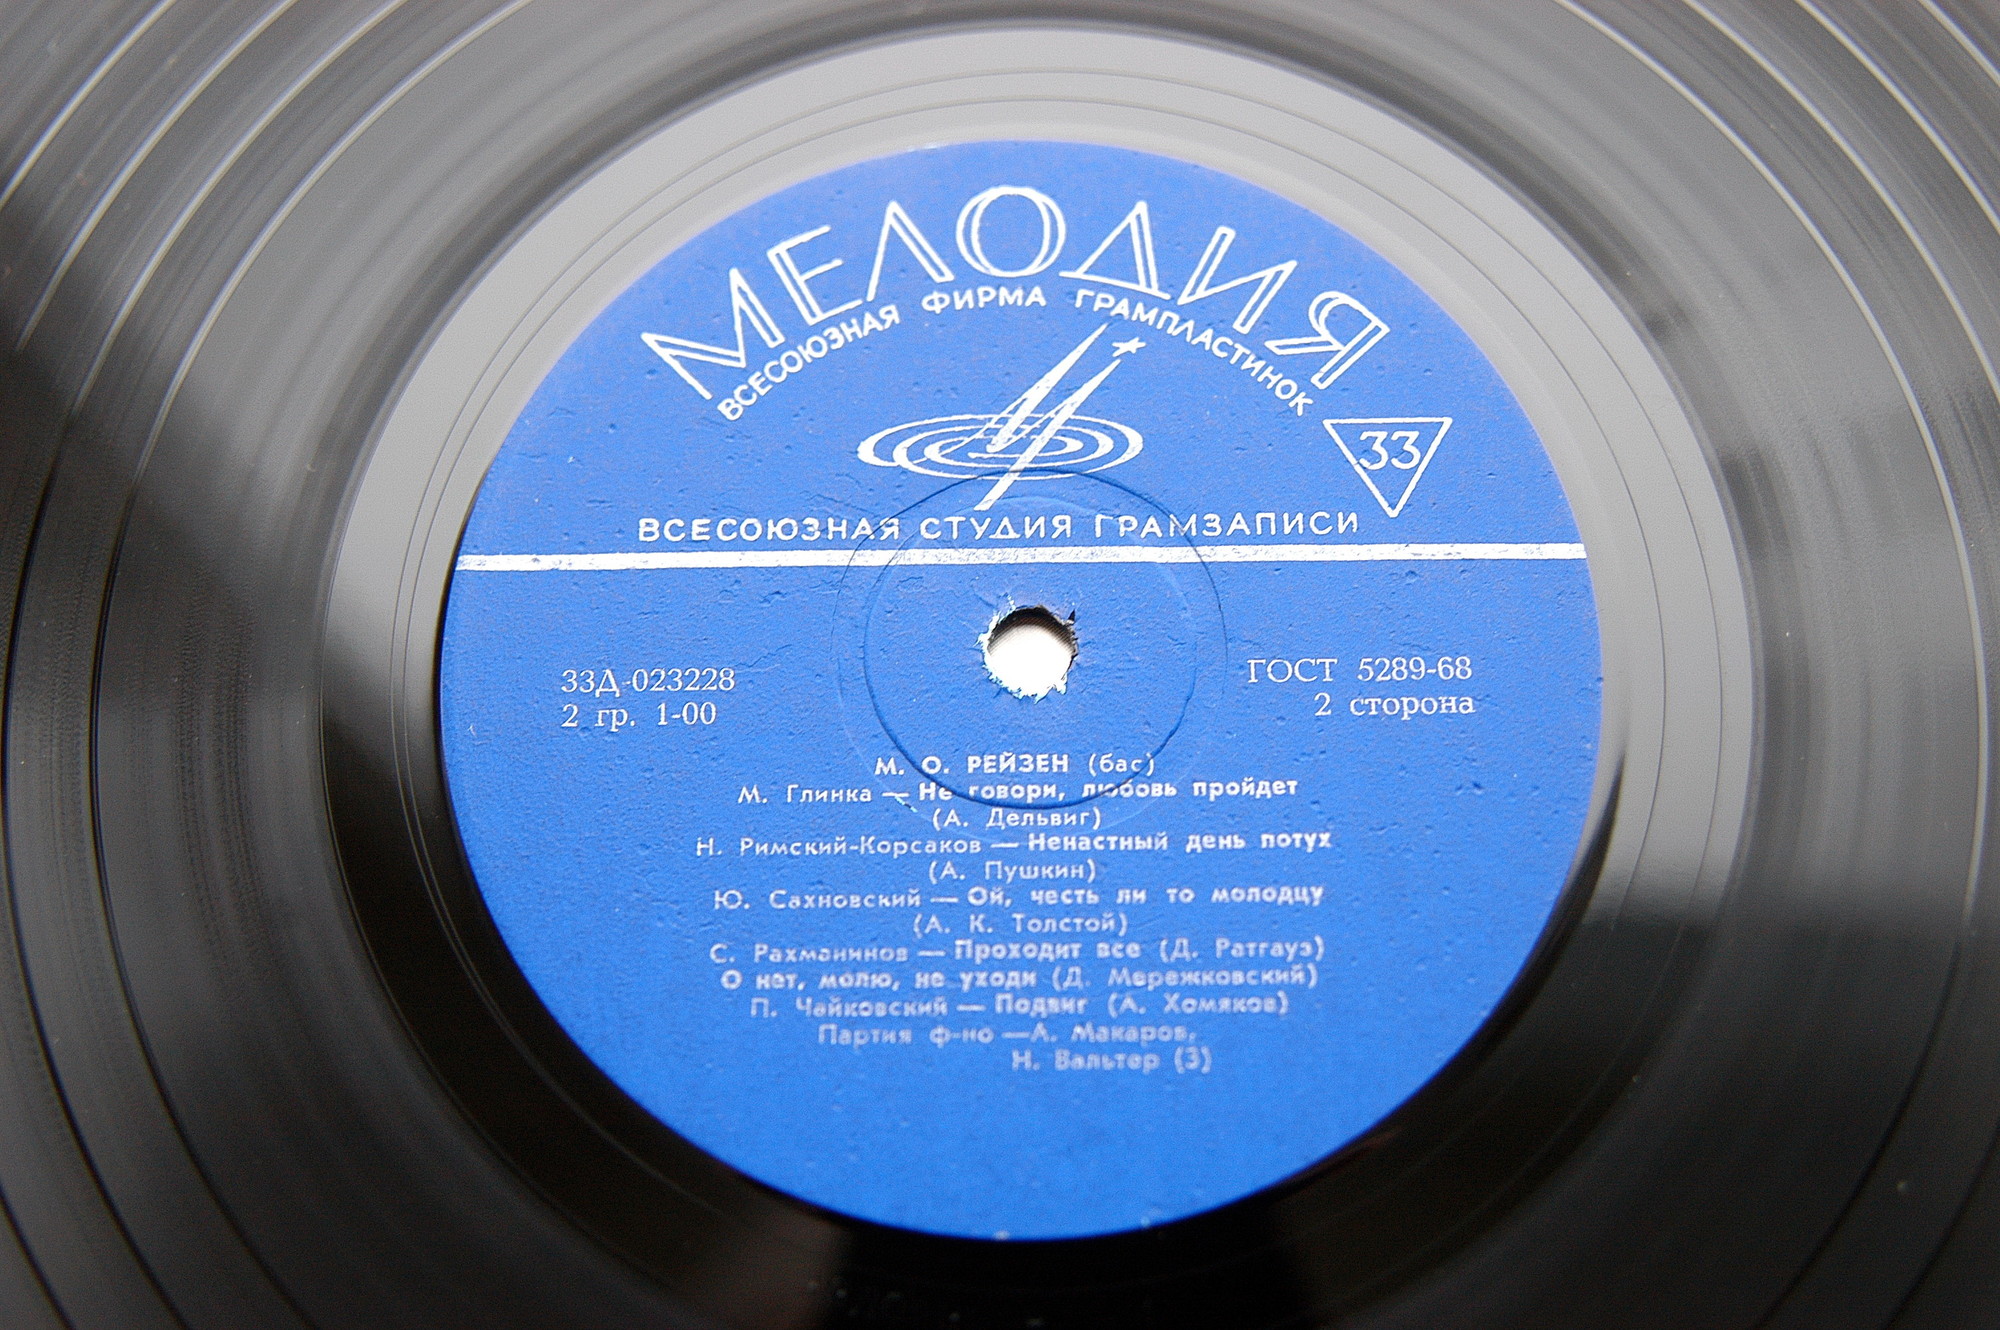 МЕЛОДИЯ
ВСЕСОЮЗНАЯ ФИРМА ГРАМПЛАСТИНОК
33
ВСЕСОЮЗНАЯ СТУДИЯ ГРАМЗАПИСИ
33Д-023228
2 гр. 1-00
ГОСТ 5289-68
2 сторона
М. О. РЕЙЗЕН (бас)
М. Глинка — Не говори, любовь пройдет
(А. Дельвиг)
Н. Римский-Корсаков — Ненастный день потух
(А. Пушкин)
Ю. Сахновский — Ой, честь ли то молодцу
(А. К. Толстой)
С. Рахманинов — Проходит все (Д. Ратгауз)
О нет, молю, не уходи (Д. Мережковский)
П. Чайковский — Подвиг (А. Хомяков)
Партия ф-но — А. Макаров,
Н. Вальтер (3)